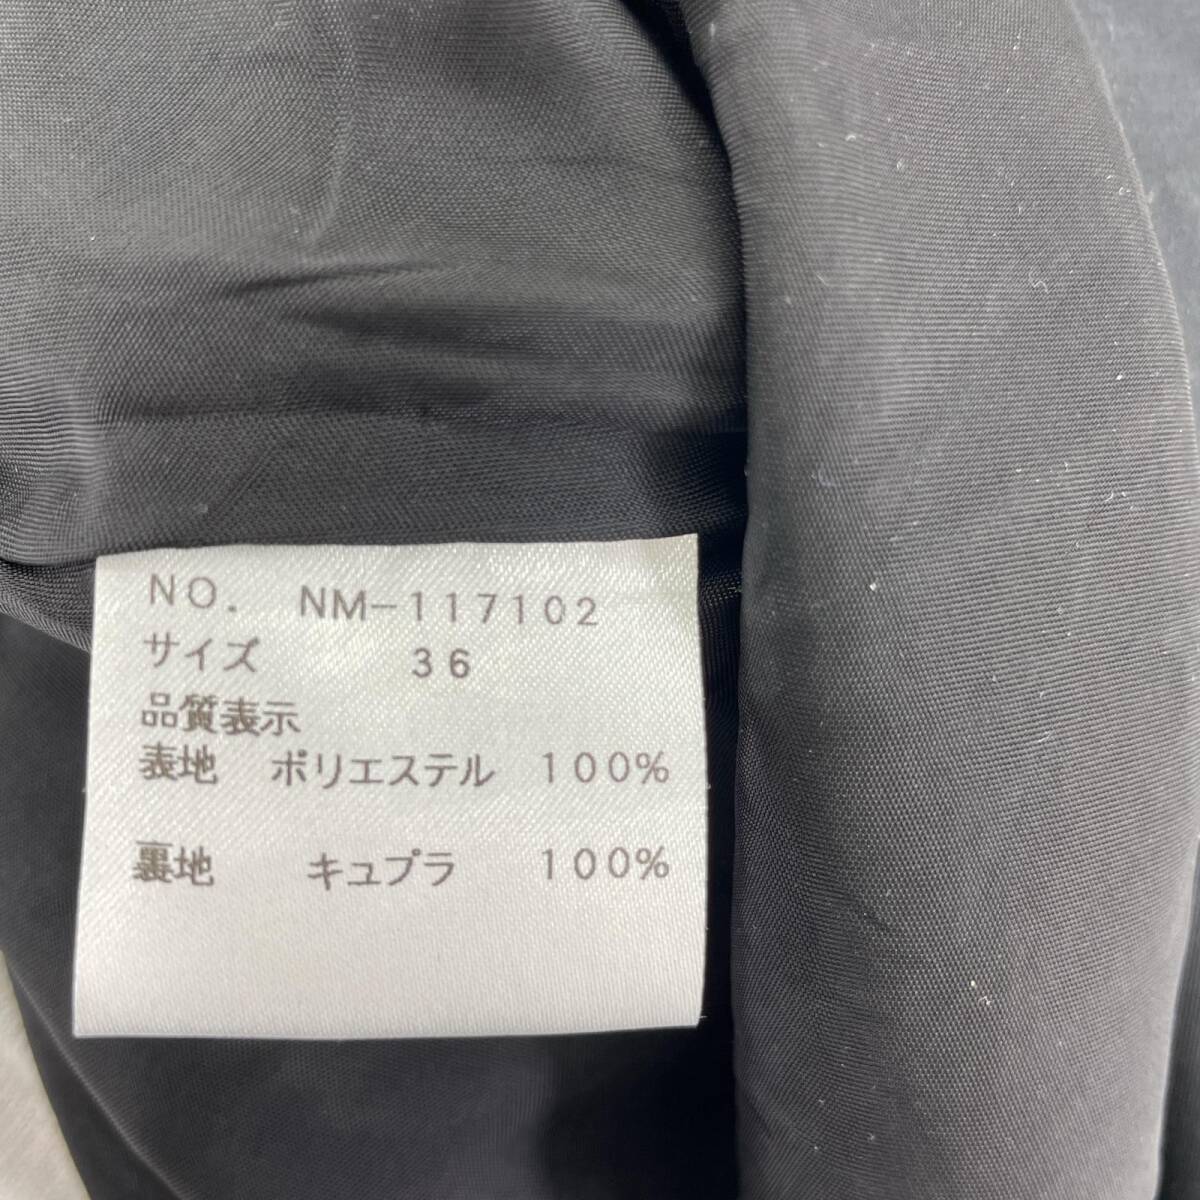 NO. NM-117102
サイズ 36
品質表示
表地 ポリエステル 100%
裏地 キュプラ 100%